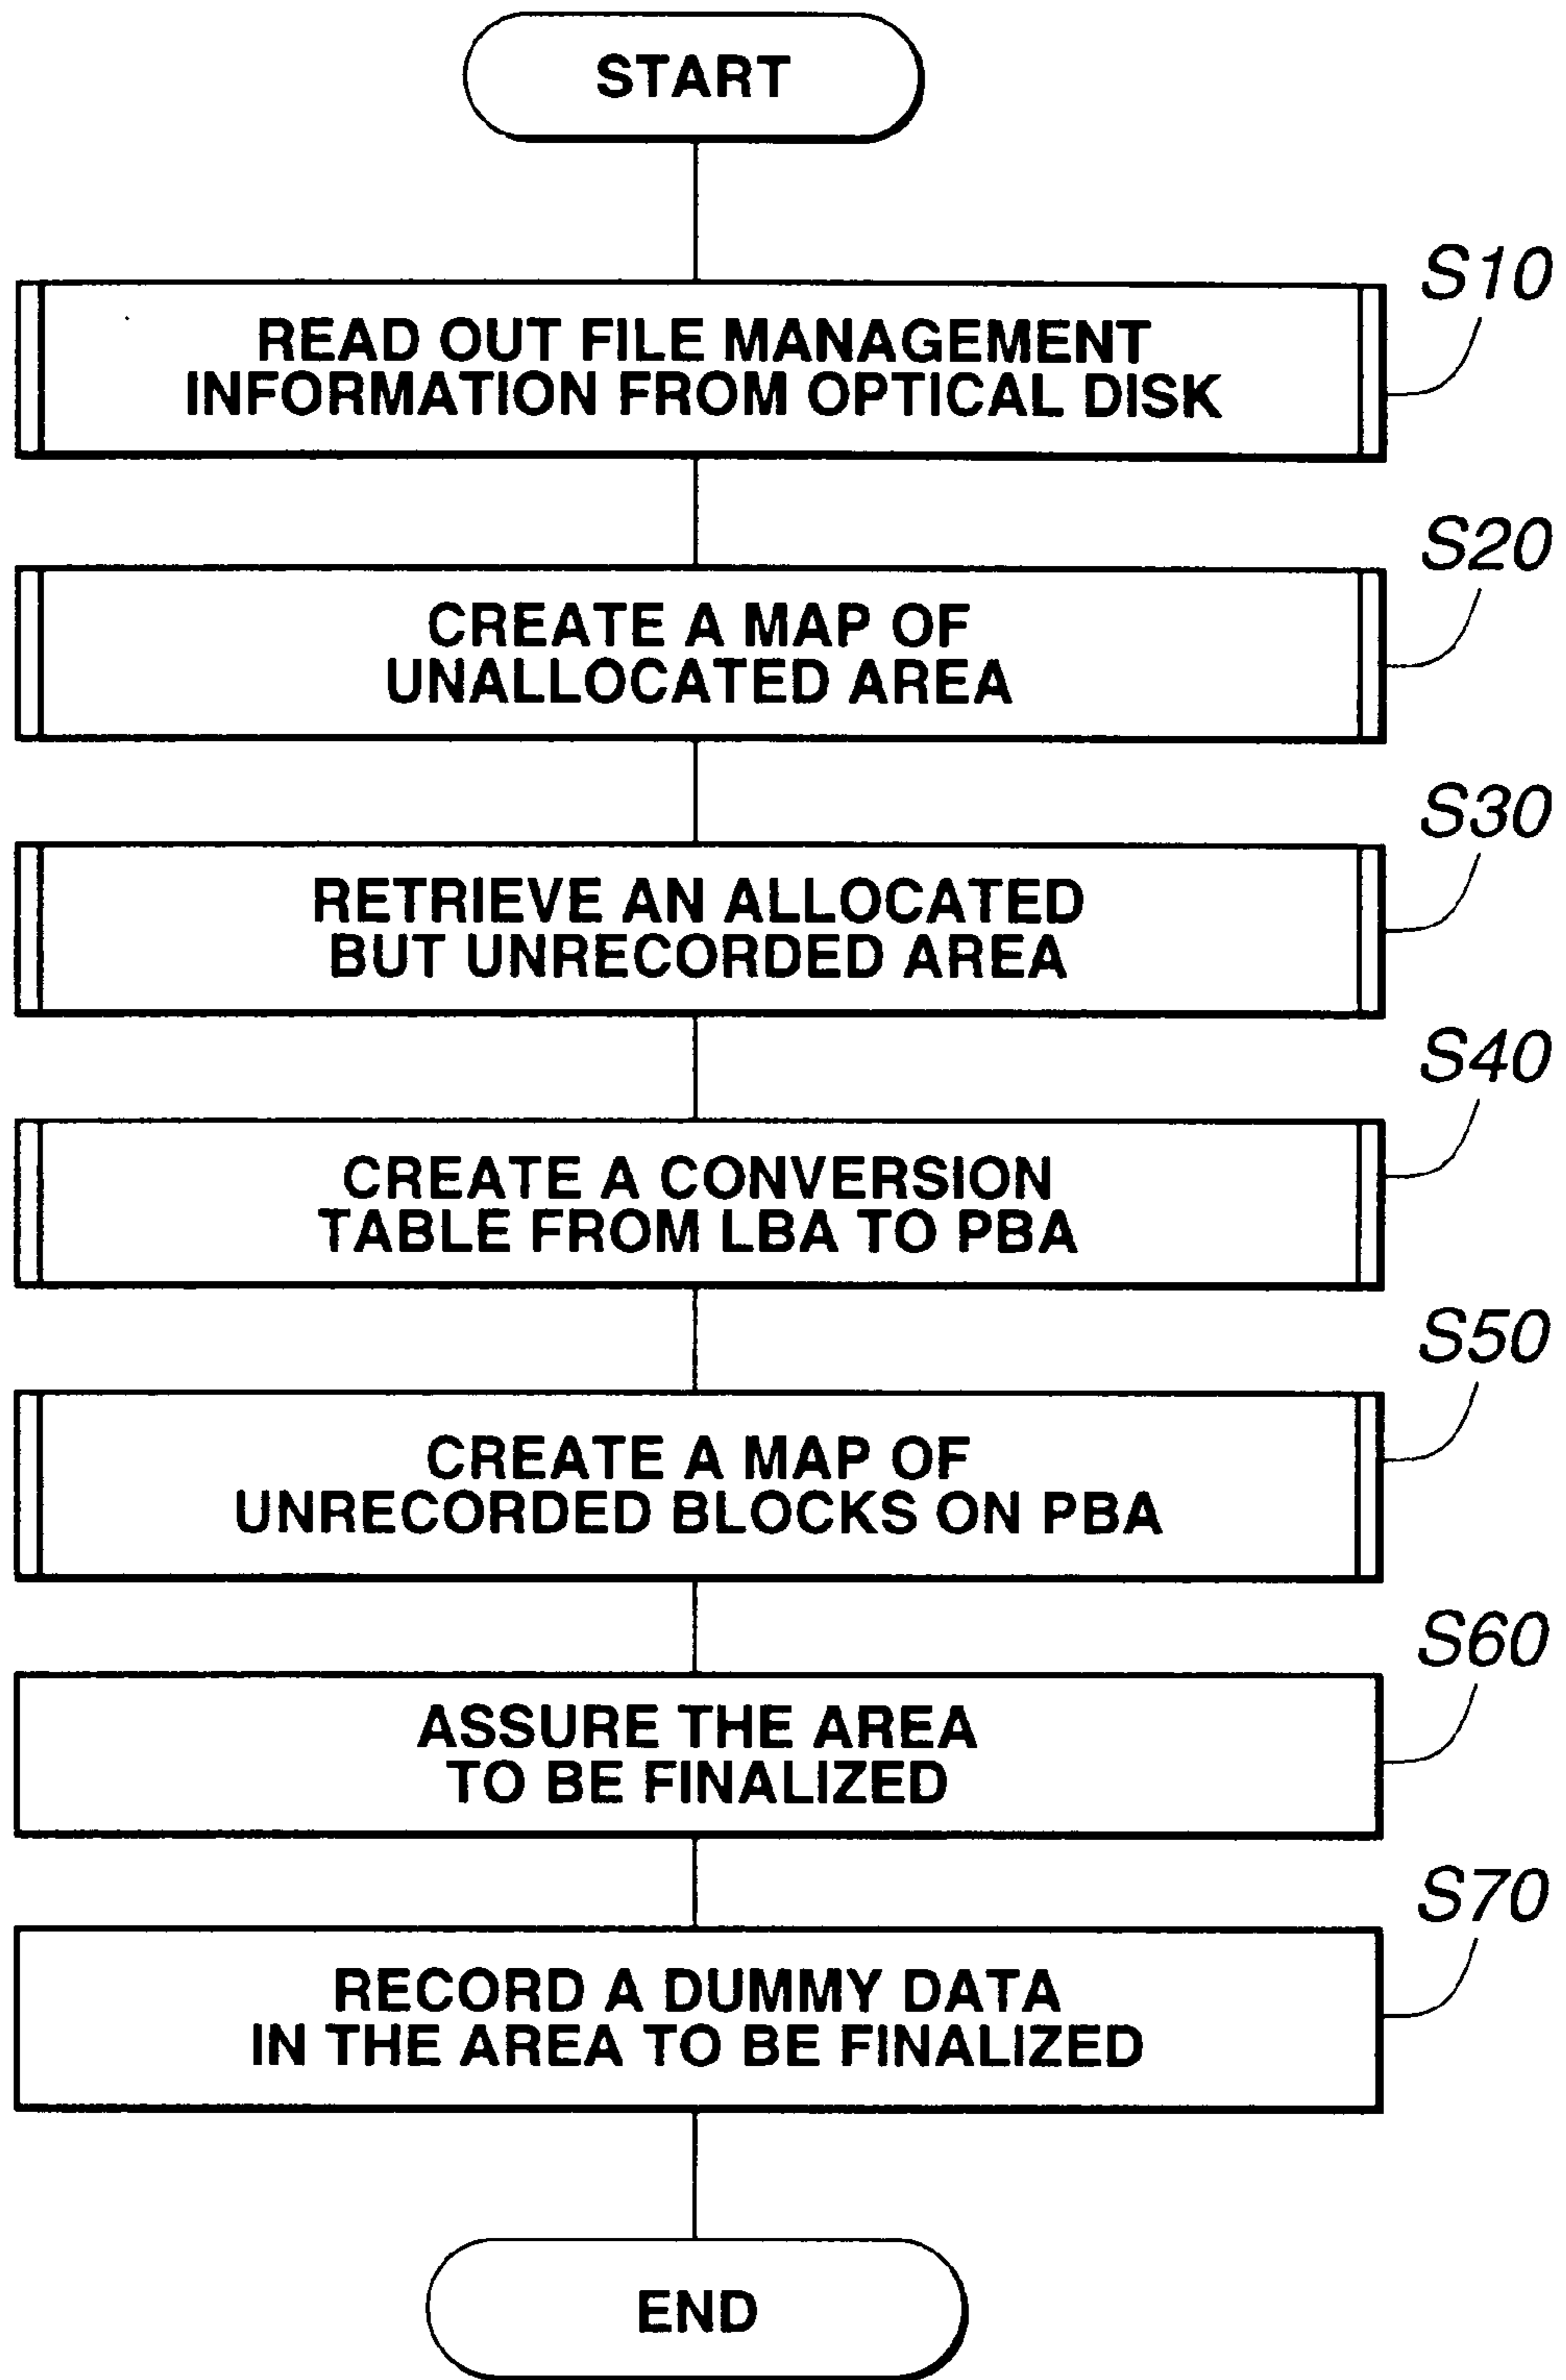 START
S10
READ OUT FILE MANAGEMENT
INFORMATION FROM OPTICAL DISK
S20
CREATE A MAP OF
UNALLOCATED AREA
S30
RETRIEVE AN ALLOCATED
BUT UNRECORDED AREA
S40
CREATE A CONVERSION
TABLE FROM LBA TO PBA
S50
CREATE A MAP OF
UNRECORDED BLOCKS ON PBA
S60
ASSURE THE AREA
TO BE FINALIZED
S70
RECORD A DUMMY DATA
IN THE AREA TO BE FINALIZED
END